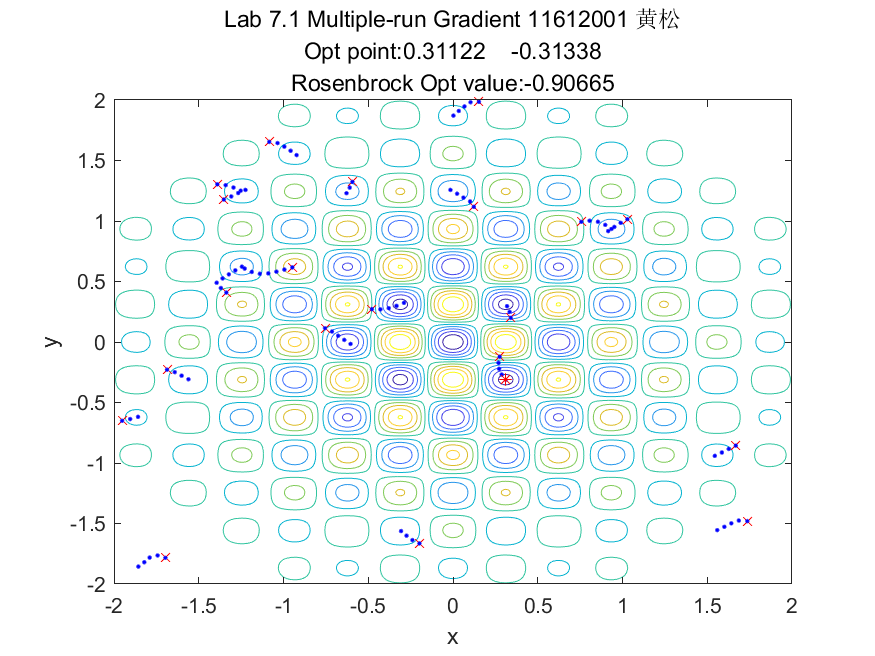 Lab 7.1 Multiple-run Gradient 11612001 黄松
Opt point:0.31122 -0.31338
Rosenbrock Opt value:-0.90665
2
1.5
1
0.5
0
-0.5
-1
-1.5
-2
y
-2 -1.5 -1 -0.5 0 0.5 1 1.5 2
x